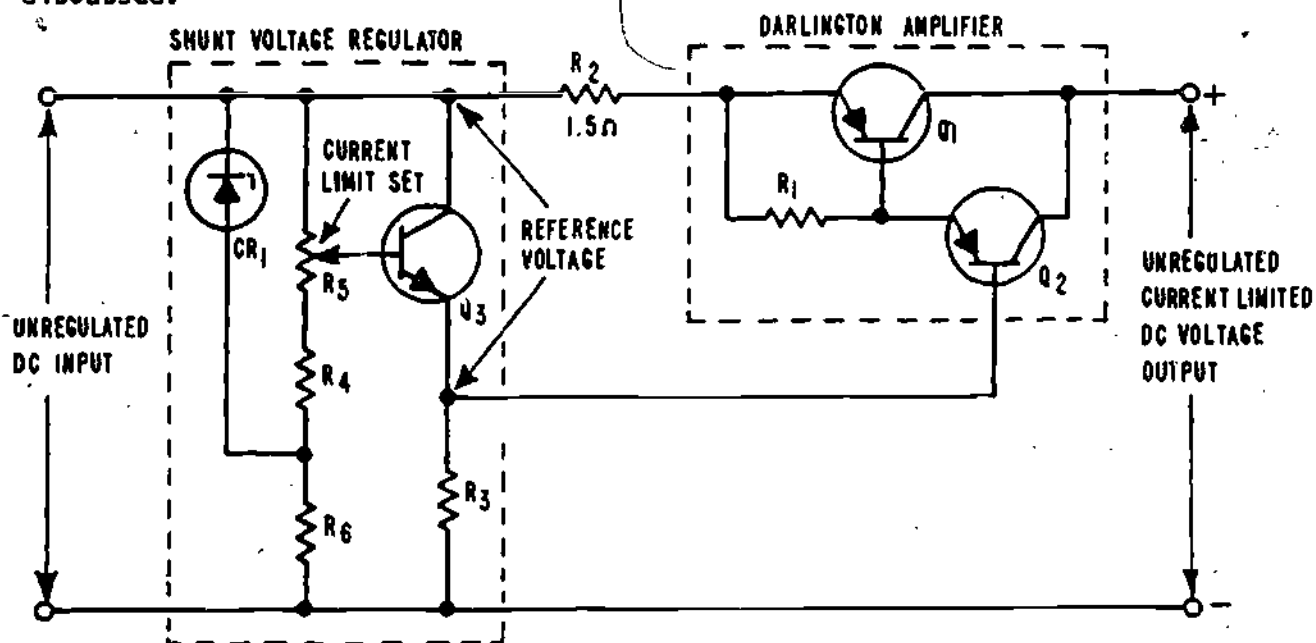 DARLINGTON AMPLIFIER
SHUNT VOLTAGE REGULATOR
R2
1.5Ω
Q1
CURRENT
LIMIT SET
R1
CR1
R5
Q3
REFERENCE
VOLTAGE
Q2
UNREGULATED
DC INPUT
UNREGULATED
CURRENT LIMITED
DC VOLTAGE
OUTPUT
R4
R3
R6
+
-